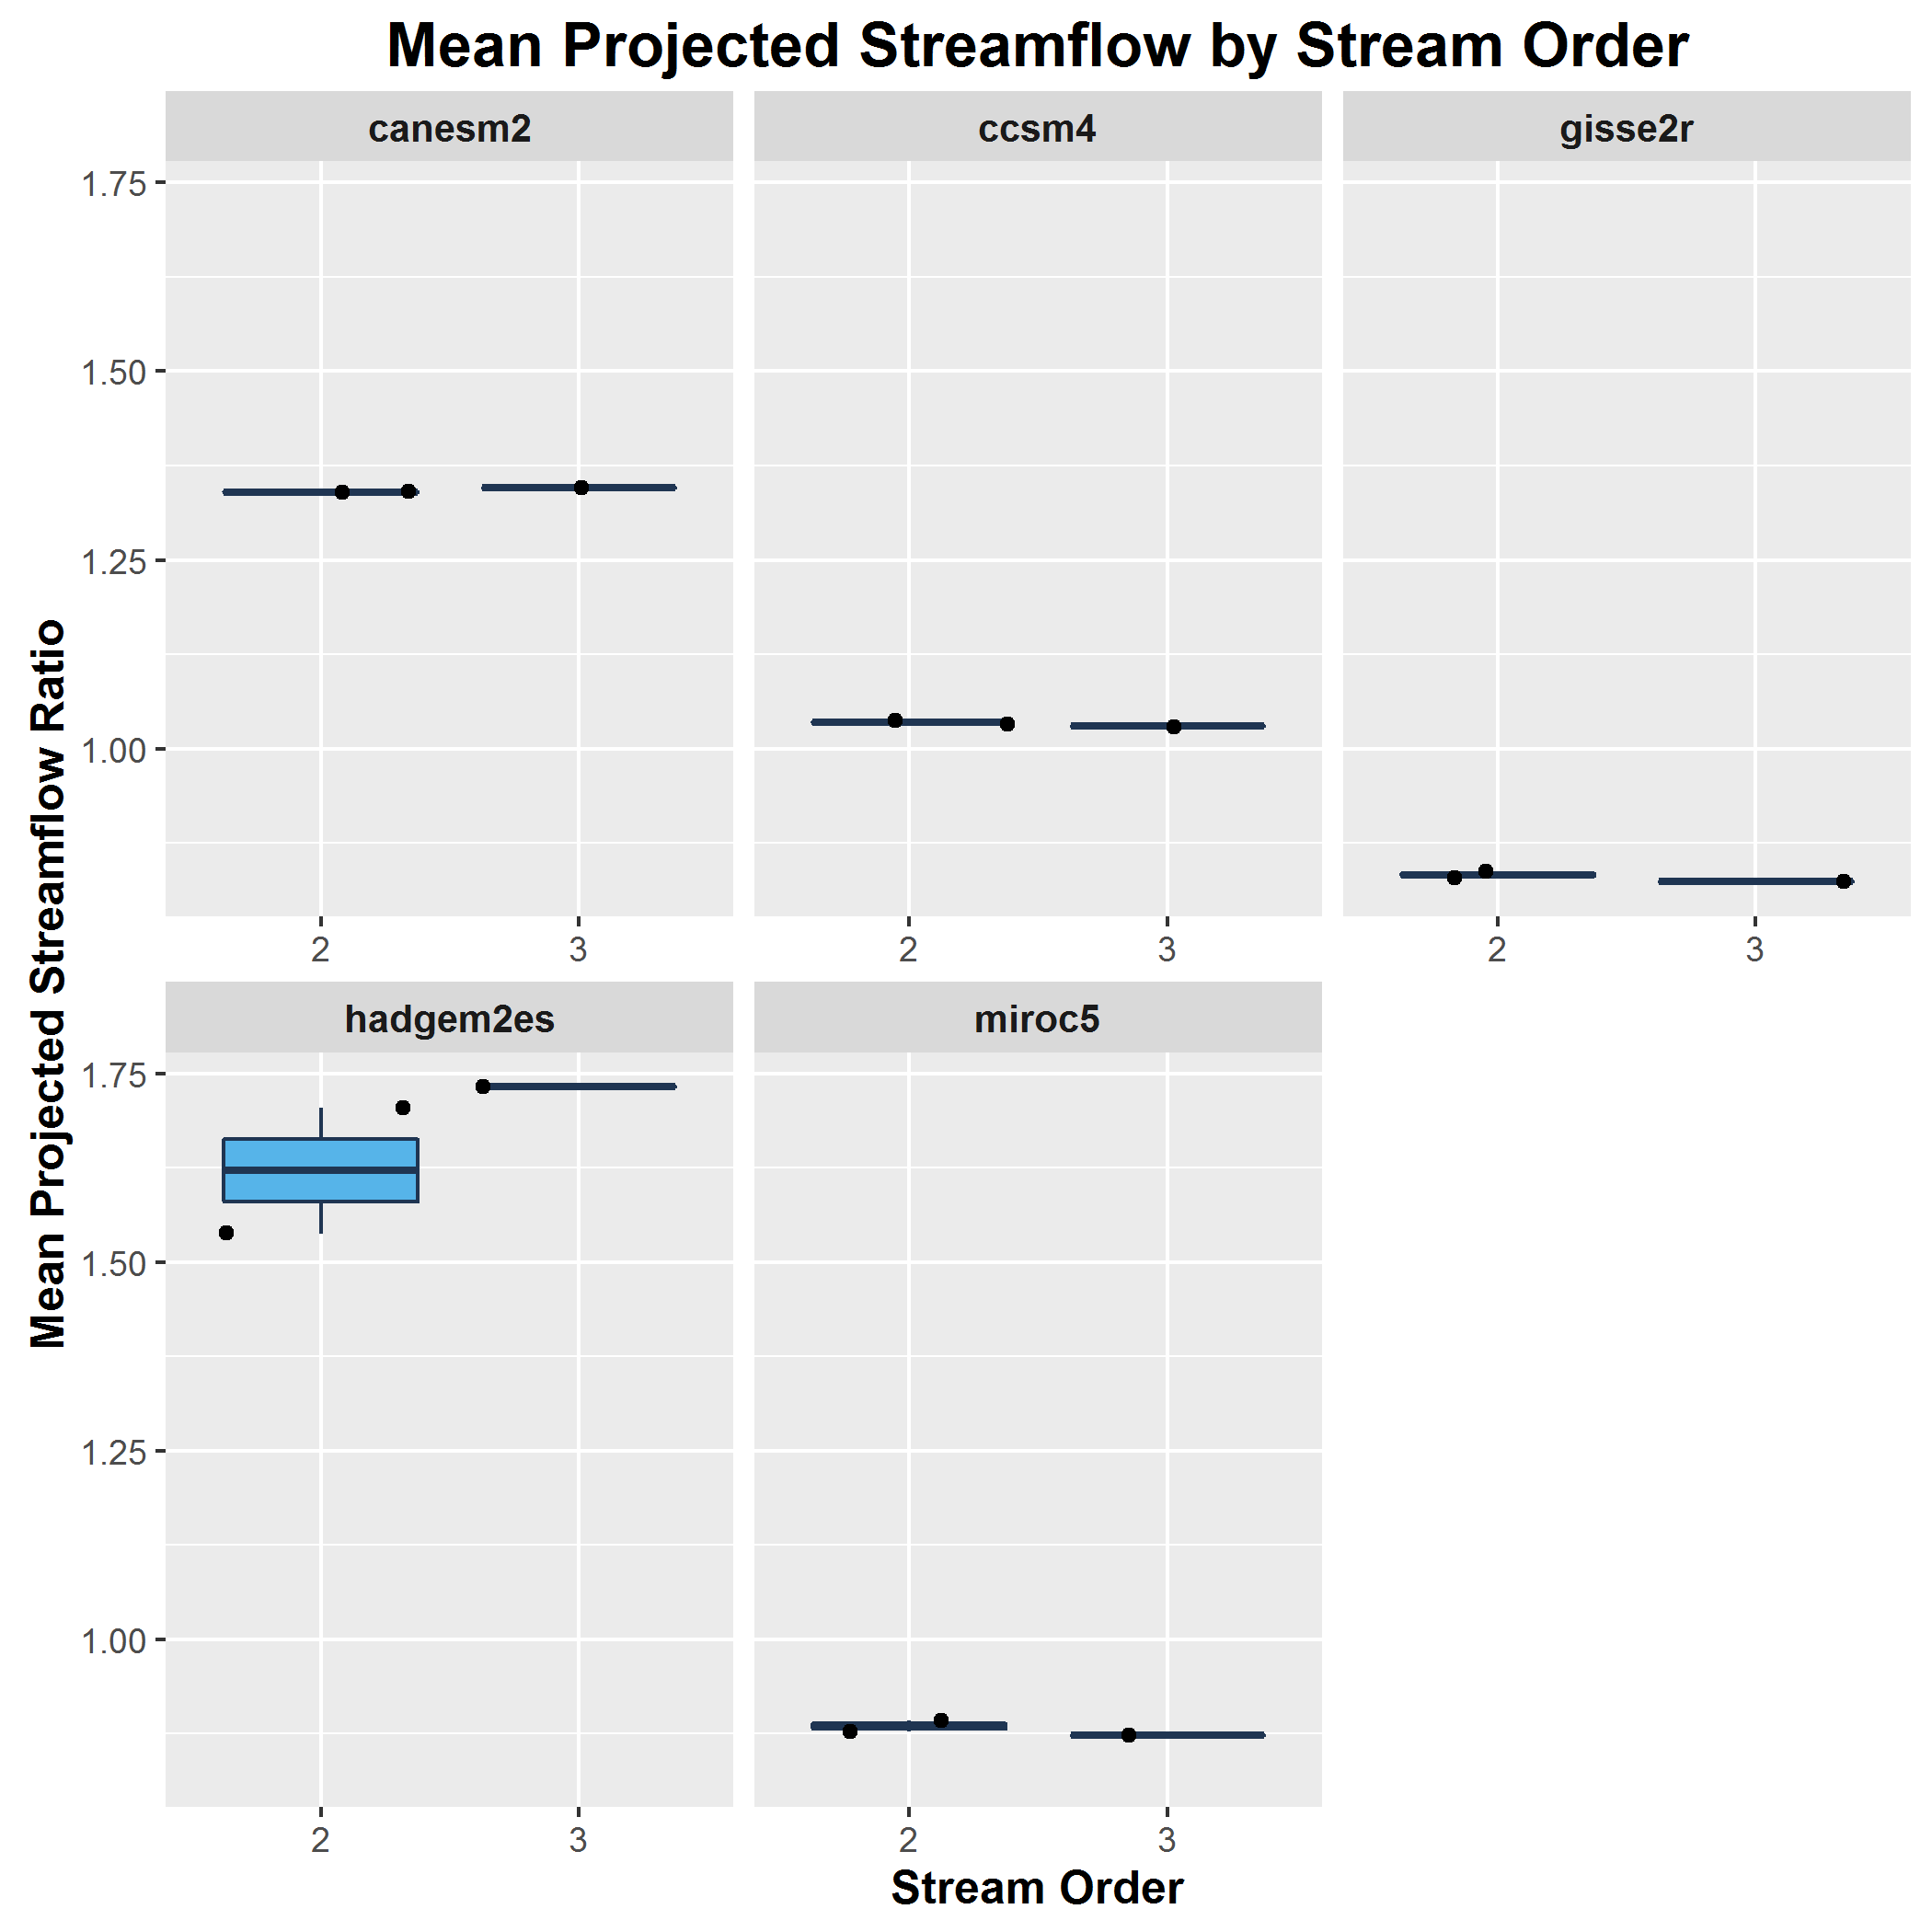 Mean Projected Streamflow by Stream Order
canesm2
ccsm4
gisse2r
1.75
1.50
1.25
1.00
2
3
2
3
2
3
Mean Projected Streamflow Ratio
hadgem2es
miroc5
1.75
1.50
1.25
1.00
2
3
2
3
Stream Order